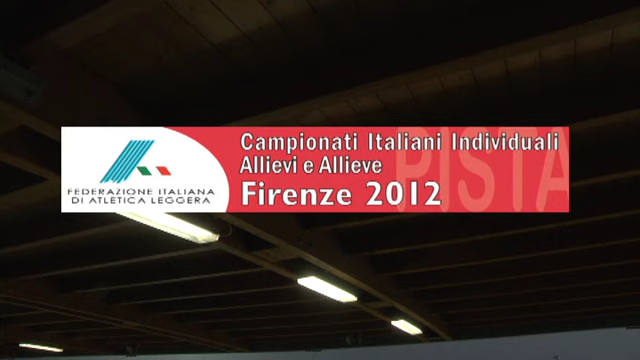 Campionati Italiani Individuali
Allievi e Allieve
Firenze 2012
PISTA
FEDERAZIONE ITALIANA
DI ATLETICA LEGGERA